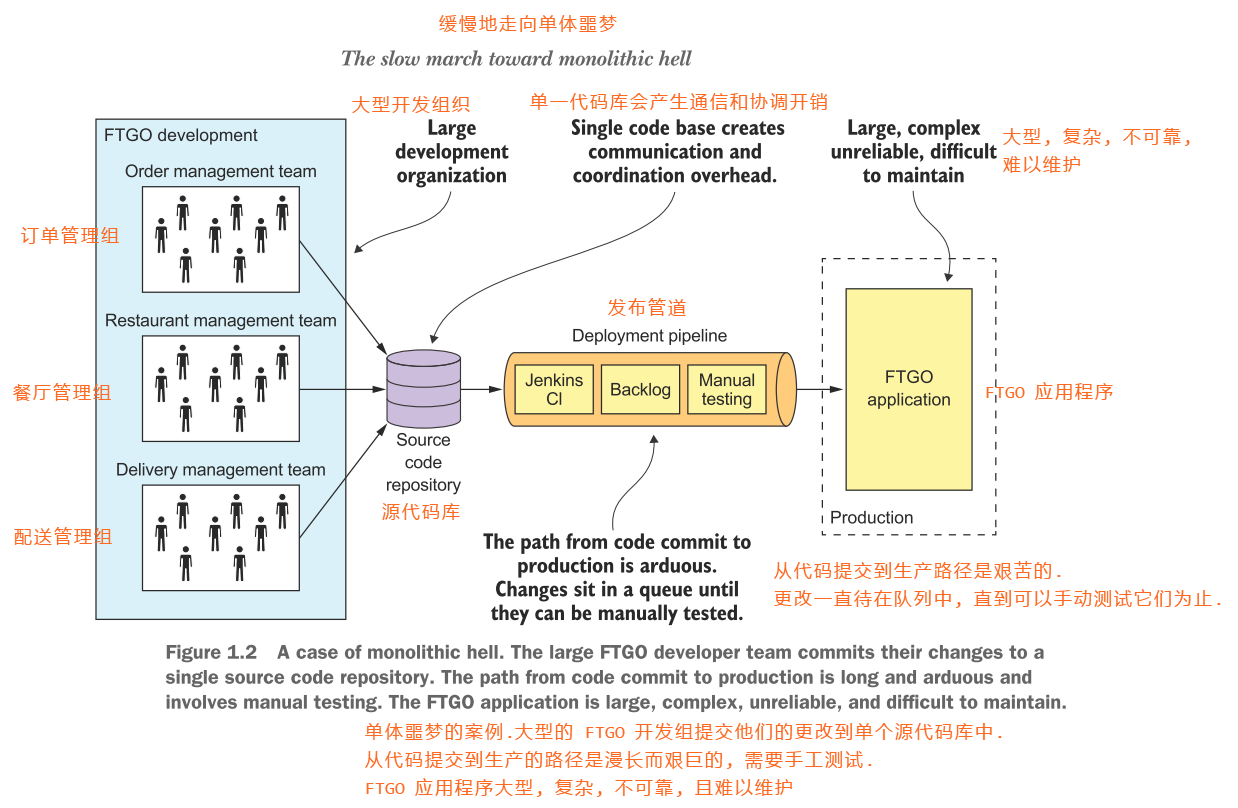 缓慢地走向单体噩梦
The slow march toward monolithic hell
大型开发组织
Large
development
organization
单一代码库会产生通信和协调开销
Single code base creates
communication and
coordination overhead.
Large, complex
unreliable, difficult
to maintain
大型, 复杂, 不可靠,
难以维护
FTGO development
Order management team
订单管理组
Restaurant management team
餐厅管理组
Delivery management team
配送管理组
Source
code
repository
源代码库
发布管道
Deployment pipeline
Jenkins
CI
Backlog
Manual
testing
FTGO
application
FTGO 应用程序
Production
The path from code commit to
production is arduous.
Changes sit in a queue until
they can be manually tested.
从代码提交到生产路径是艰苦的.
更改一直待在队列中, 直到可以手动测试它们为止.
Figure 1.2 A case of monolithic hell. The large FTGO developer team commits their changes to a
single source code repository. The path from code commit to production is long and arduous and
involves manual testing. The FTGO application is large, complex, unreliable, and difficult to maintain.
单体噩梦的案例.大型的 FTGO 开发组提交他们的更改到单个源代码库中.
从代码提交到生产的路径是漫长而艰巨的, 需要手工测试.
FTGO 应用程序大型, 复杂, 不可靠, 且难以维护